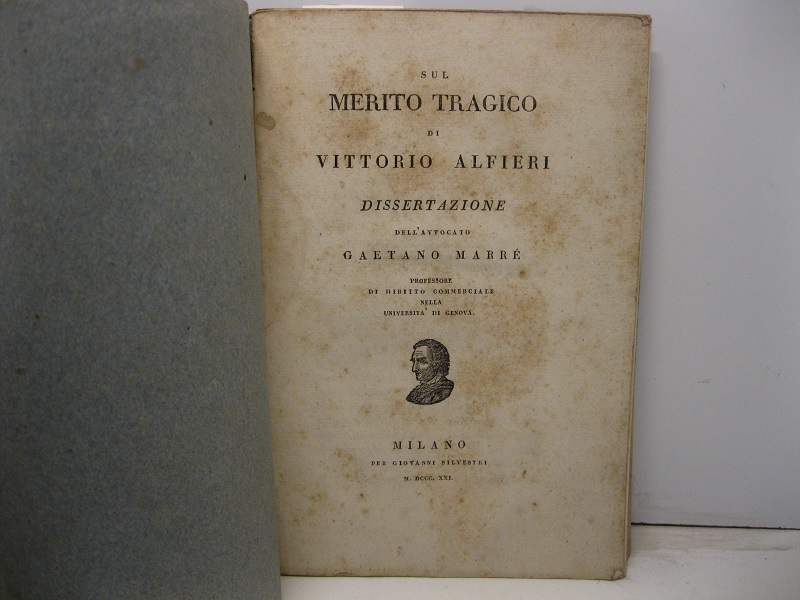 SUL
MERITO TRAGICO
DI
VITTORIO ALFIERI
DISSERTAZIONE
DELL'AVVOCATO
GAETANO MARRÉ
PROFESSORE
DI DIRITTO COMMERCIALE
NELLA
UNIVERSITA' DI GENOVA.
MILANO
PER GIOVANNI SILVESTRI
M. DCCC. XXI.